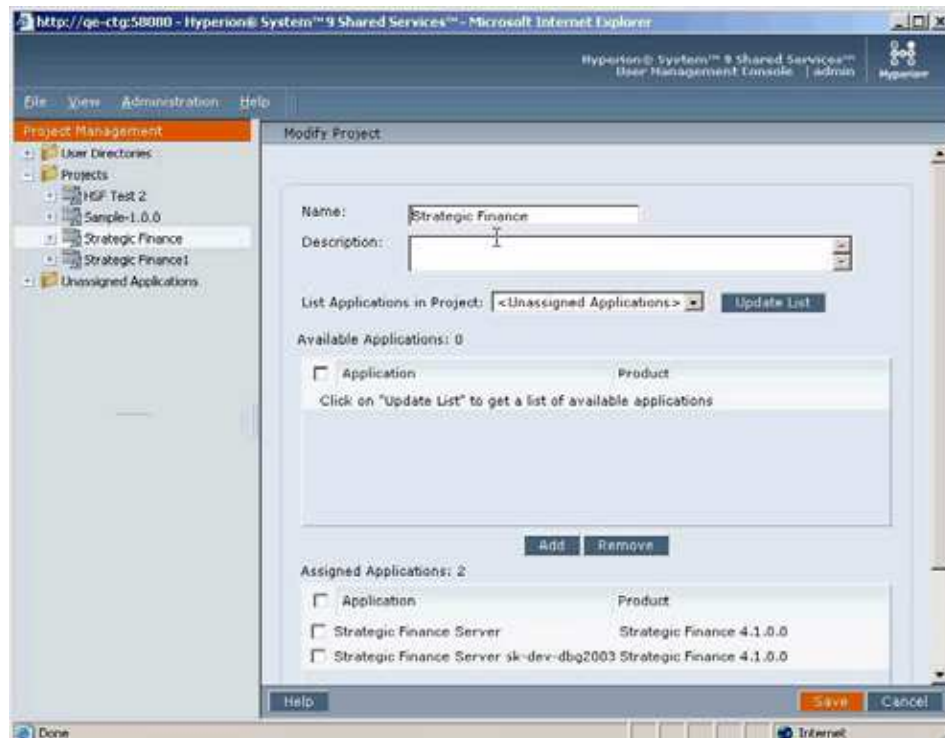 http://qe-ctg:58080 - Hyperion® System™ 9 Shared Services™ - Microsoft Internet Explorer
Hyperion® System™ 9 Shared Services™
User Management Console | admin
Hyperion
File View Administration Help
Project Management
Modify Project
User Directories
Projects
HSF Test 2
Sample-1.0.0
Strategic Finance
Strategic Finance1
Unassigned Applications
Name: Strategic Finance
Description:
List Applications in Project: <Unassigned Applications> Update List
Available Applications: 0
Application Product
Click on "Update List" to get a list of available applications
Add Remove
Assigned Applications: 2
Application Product
Strategic Finance Server Strategic Finance 4.1.0.0
Strategic Finance Server sk-dev-dbg2003 Strategic Finance 4.1.0.0
Help Save Cancel
Done Internet